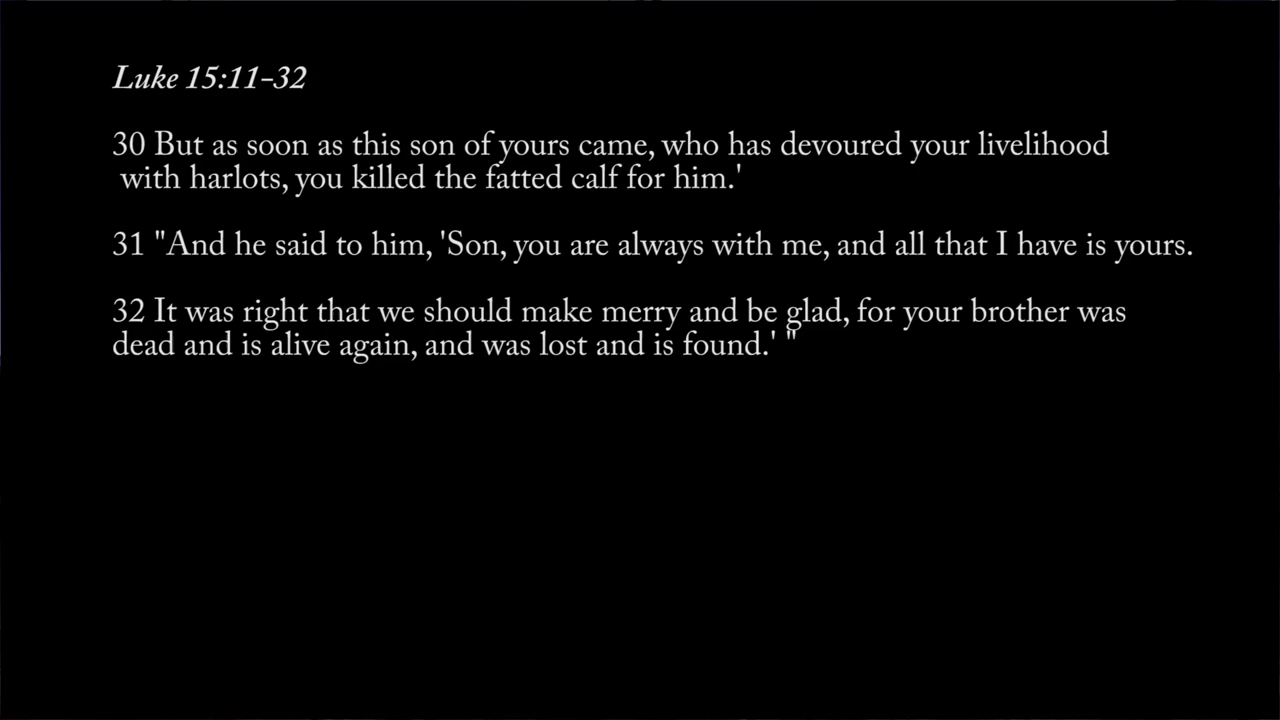 Luke 15:11-32
30 But as soon as this son of yours came, who has devoured your livelihood
with harlots, you killed the fatted calf for him.'
31 "And he said to him, 'Son, you are always with me, and all that I have is yours.
32 It was right that we should make merry and be glad, for your brother was
dead and is alive again, and was lost and is found.' "